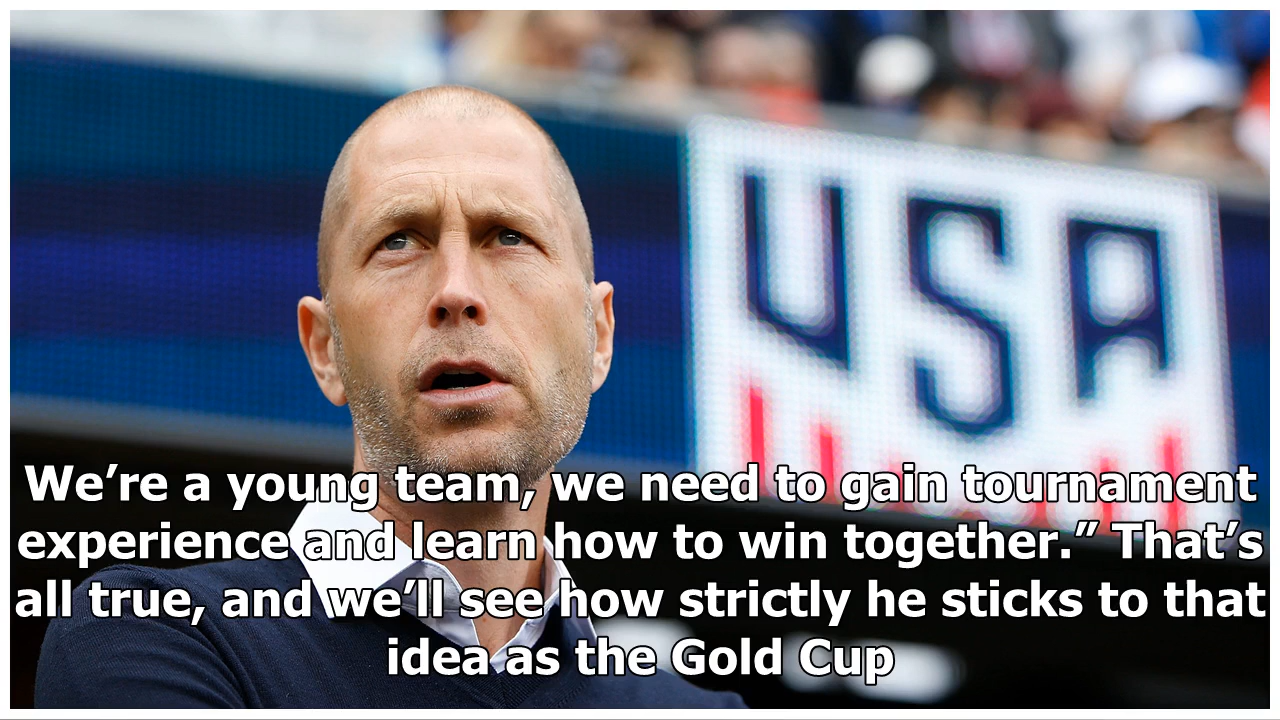 USA
We’re a young team, we need to gain tournament
experience and learn how to win together.” That’s
all true, and we’ll see how strictly he sticks to that
idea as the Gold Cup